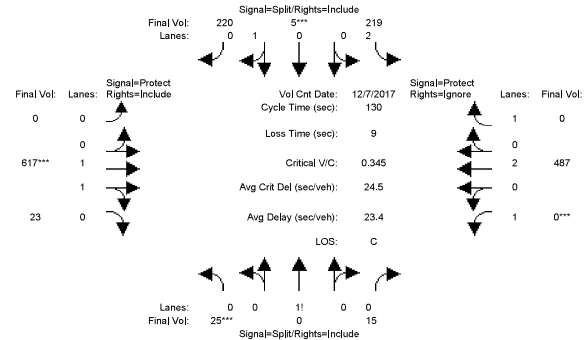 Signal=Split/Rights=Include
Final Vol: 220 5*** 219
Lanes: 0 1 0 0 2
Signal=Protect
Final Vol: Lanes: Rights=Include
Vol Cnt Date: 12/7/2017
Signal=Protect
Rights=Ignore Lanes: Final Vol:
Cycle Time (sec): 130
0 0 1 0
Loss Time (sec): 9
0 0
617*** 1 Critical V/C: 0.345 2 487
1 Avg Crit Del (sec/veh): 24.5 0
23 0 Avg Delay (sec/veh): 23.4 1 0***
LOS: C
Lanes: 0 0 1! 0 0
Final Vol: 25*** 0 15
Signal=Split/Rights=Include